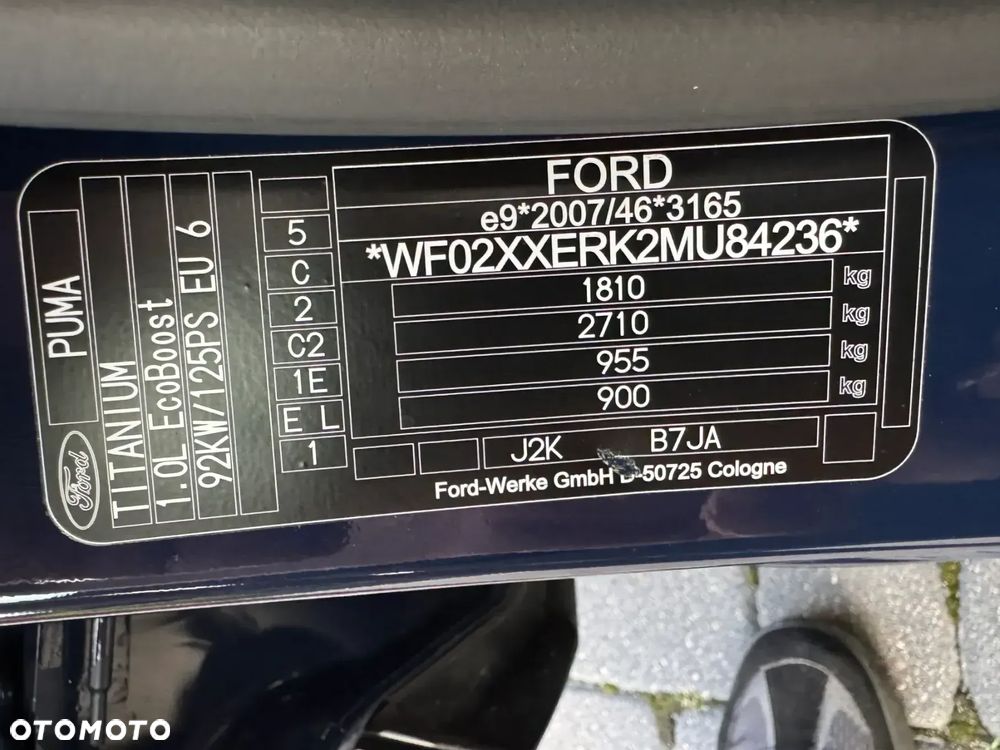 FORD
e9*2007/46*3165
*WF02XXERK2MU84236*
1810 kg
2710 kg
955 kg
900 kg
J2K B7JA
Ford-Werke GmbH D-50725 Cologne
5
C
2
C2
1E
E L
1
PUMA
TITANIUM
1.0L EcoBoost
92KW/125PS EU 6
Ford
OTOMOTO